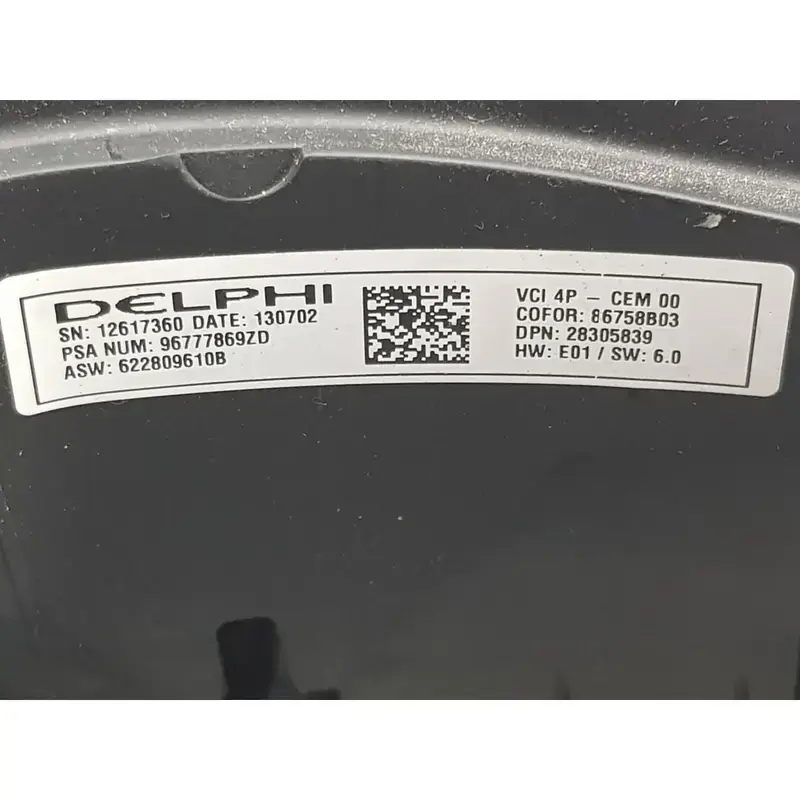 DELPHI
SN: 12617360 DATE: 130702
PSA NUM: 96777869ZD
ASW: 622809610B
VCI 4P - CEM 00
COFOR: 86758B03
DPN: 28305839
HW: E01 / SW: 6.0